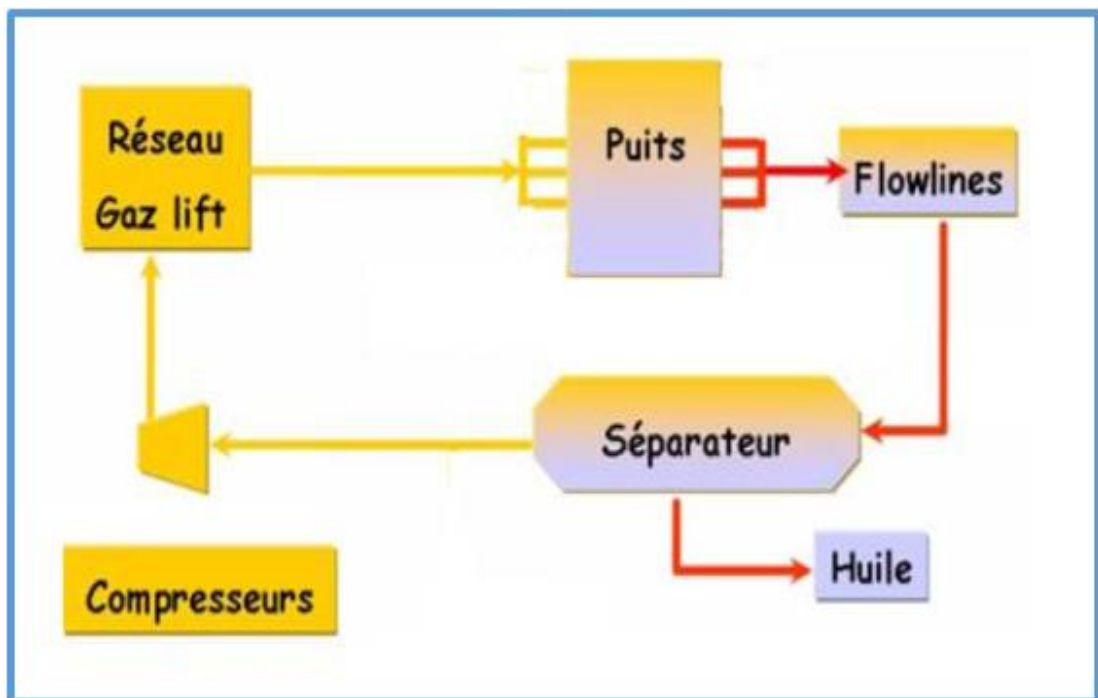 Réseau
Gaz lift
Puits
Flowlines
Séparateur
Huile
Compresseurs